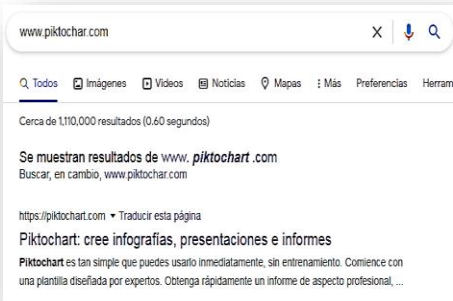 www.piktochar.com
Todos Imágenes Videos Noticias Mapas Más Preferencias Herram
Cerca de 1,110,000 resultados (0.60 segundos)
Se muestran resultados de www. piktochart .com
Buscar, en cambio, www.piktochar.com
https://piktochart.com Traducir esta página
Piktochart: cree infografías, presentaciones e informes
Piktochart es tan simple que puedes usarlo inmediatamente, sin entrenamiento. Comience con
una plantilla diseñada por expertos. Obtenga rápidamente un informe de aspecto profesional, ...